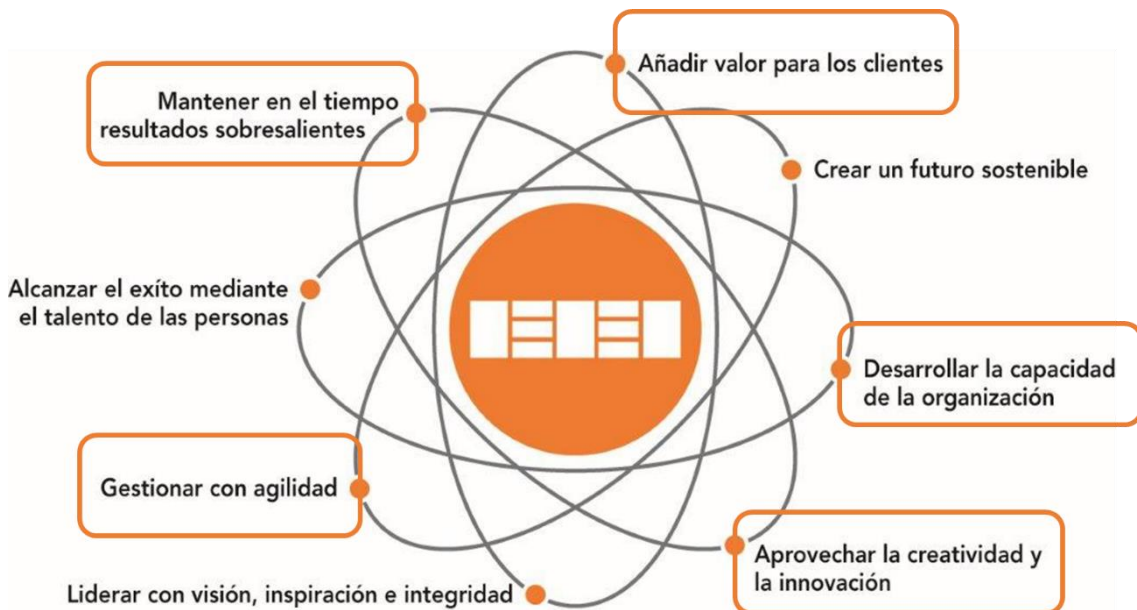 Añadir valor para los clientes
Mantener en el tiempo
resultados sobresalientes
Crear un futuro sostenible
Alcanzar el exíto mediante
el talento de las personas
Desarrollar la capacidad
de la organización
Gestionar con agilidad
Aprovechar la creatividad y
la innovación
Liderar con visión, inspiración e integridad